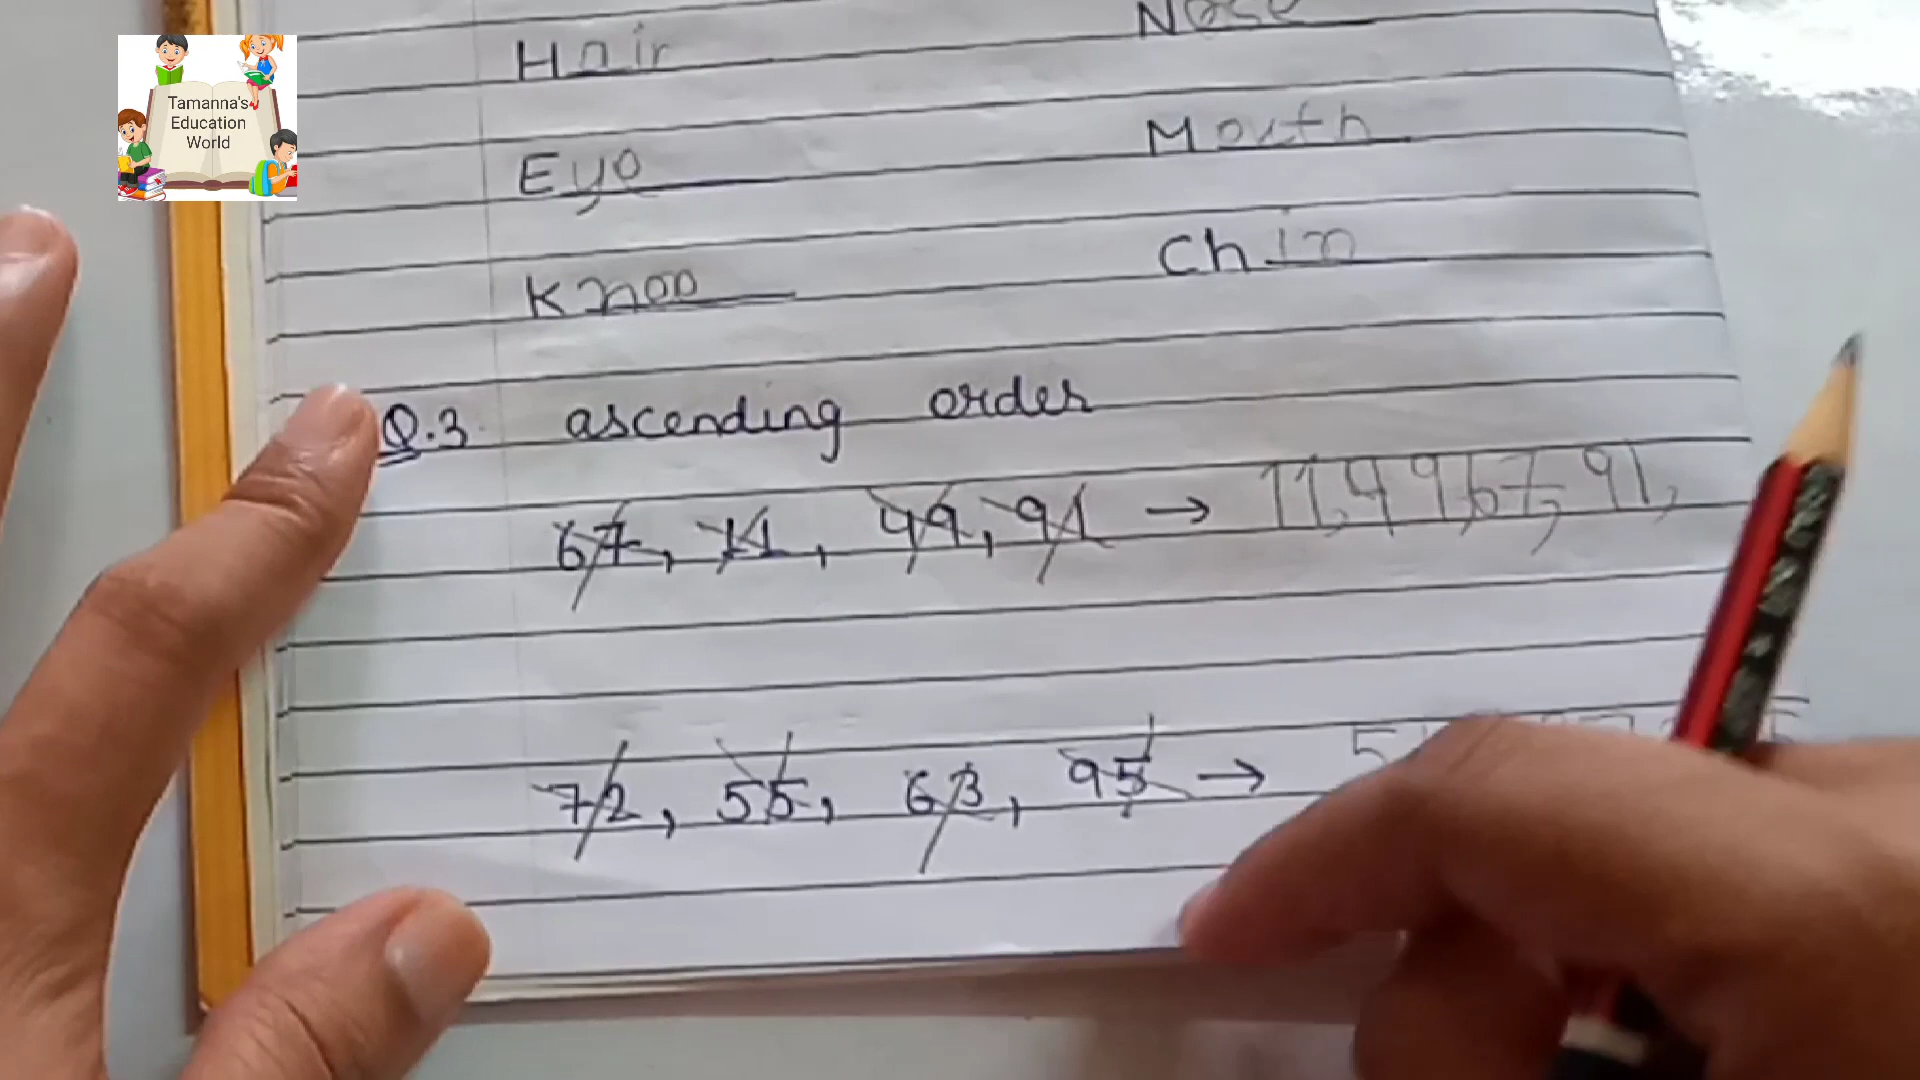 Tamanna's
Education
World
Hair Nose
Eye Mouth
Knee Chin
Q.3. ascending order
67, 11, 49, 91 → 11,49,67,91,
72, 55, 63, 95 →